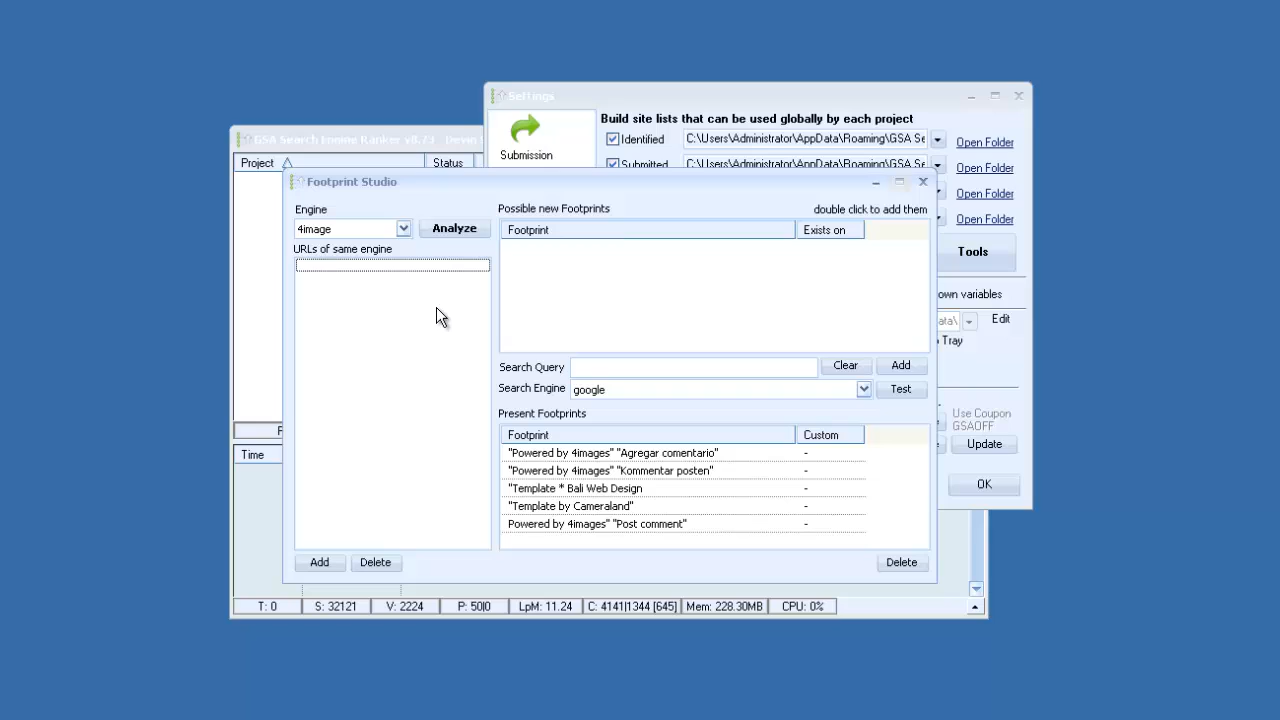 Settings
Build site lists that can be used globally by each project
Identified
C:\Users\Administrator\AppData\Roaming\GSA Se
Open Folder
Submission
Submitted
C:\Users\Administrator\AppData\Roaming\GSA Se
Open Folder
Open Folder
Open Folder
Tools
own variables
ata\
Edit
Tray
Use Coupon
GSAOFF
Update
OK
GSA Search Engine Ranker v8.73
Project
Status
Time
T: 0
S: 32121
V: 2224
P: 50|0
LpM: 11.24
C: 4141|1344 [645]
Mem: 228.30MB
CPU: 0%
Footprint Studio
Engine
4image
Analyze
URLs of same engine
Add
Delete
Possible new Footprints
double click to add them
Footprint
Exists on
Search Query
Clear
Add
Search Engine
google
Test
Present Footprints
Footprint
Custom
"Powered by 4images" "Agregar comentario" -
"Powered by 4images" "Kommentar posten" -
"Template * Bali Web Design -
"Template by Cameraland" -
Powered by 4images" "Post comment" -
Delete